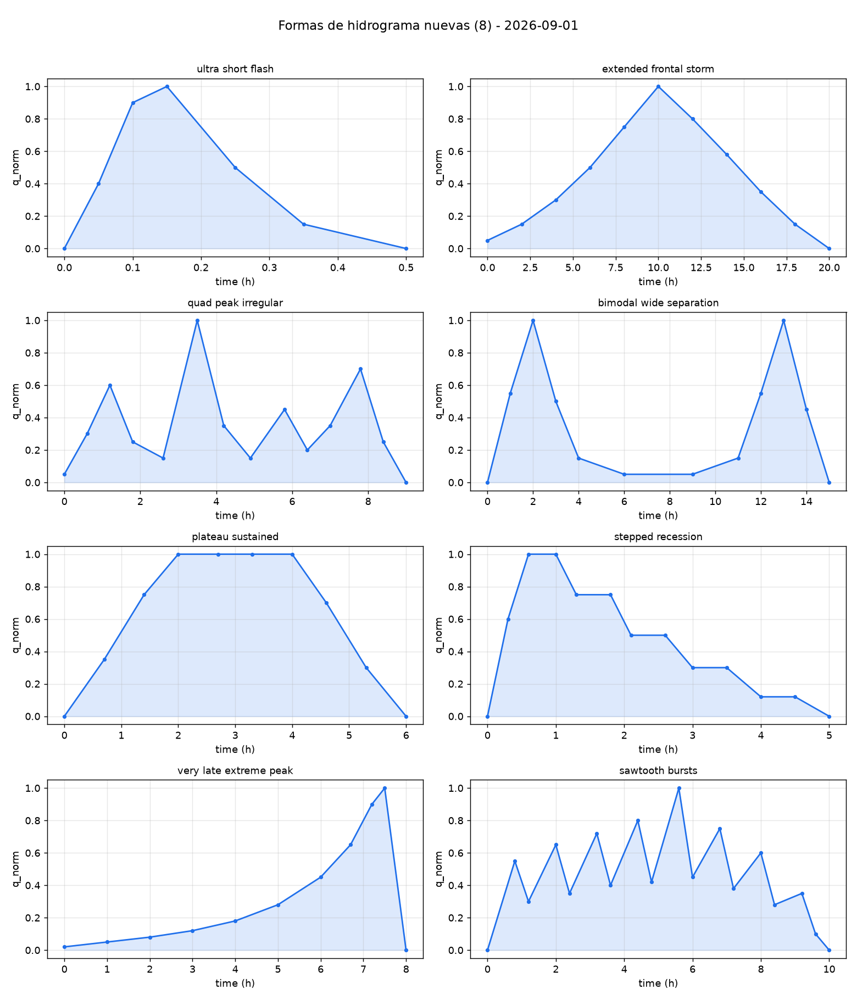 Formas de hidrograma nuevas (8) - 2026-09-01
ultra short flash
1.0
0.8
0.6
0.4
0.2
0.0
q_norm
0.0 0.1 0.2 0.3 0.4 0.5
time (h)
extended frontal storm
1.0
0.8
0.6
0.4
0.2
0.0
q_norm
0.0 2.5 5.0 7.5 10.0 12.5 15.0 17.5 20.0
time (h)
quad peak irregular
1.0
0.8
0.6
0.4
0.2
0.0
q_norm
0 2 4 6 8
time (h)
bimodal wide separation
1.0
0.8
0.6
0.4
0.2
0.0
q_norm
0 2 4 6 8 10 12 14
time (h)
plateau sustained
1.0
0.8
0.6
0.4
0.2
0.0
q_norm
0 1 2 3 4 5 6
time (h)
stepped recession
1.0
0.8
0.6
0.4
0.2
0.0
q_norm
0 1 2 3 4 5
time (h)
very late extreme peak
1.0
0.8
0.6
0.4
0.2
0.0
q_norm
0 1 2 3 4 5 6 7 8
time (h)
sawtooth bursts
1.0
0.8
0.6
0.4
0.2
0.0
q_norm
0 2 4 6 8 10
time (h)